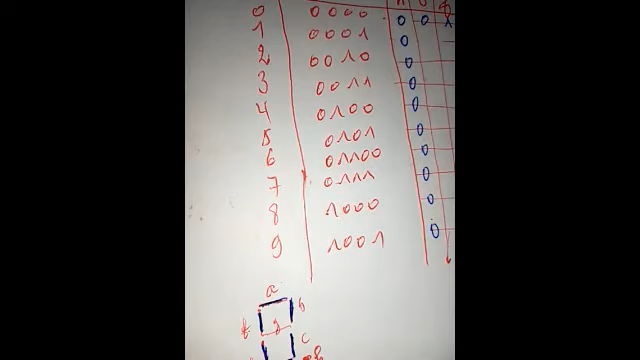 0 0000 0 0 1
1 0001 0
2 0010 0
3 0011 0
4 0100 0
5 0101 0
6 01100 0
7 0111 0
8 1000 0
9 1001 0
a
f g b
c